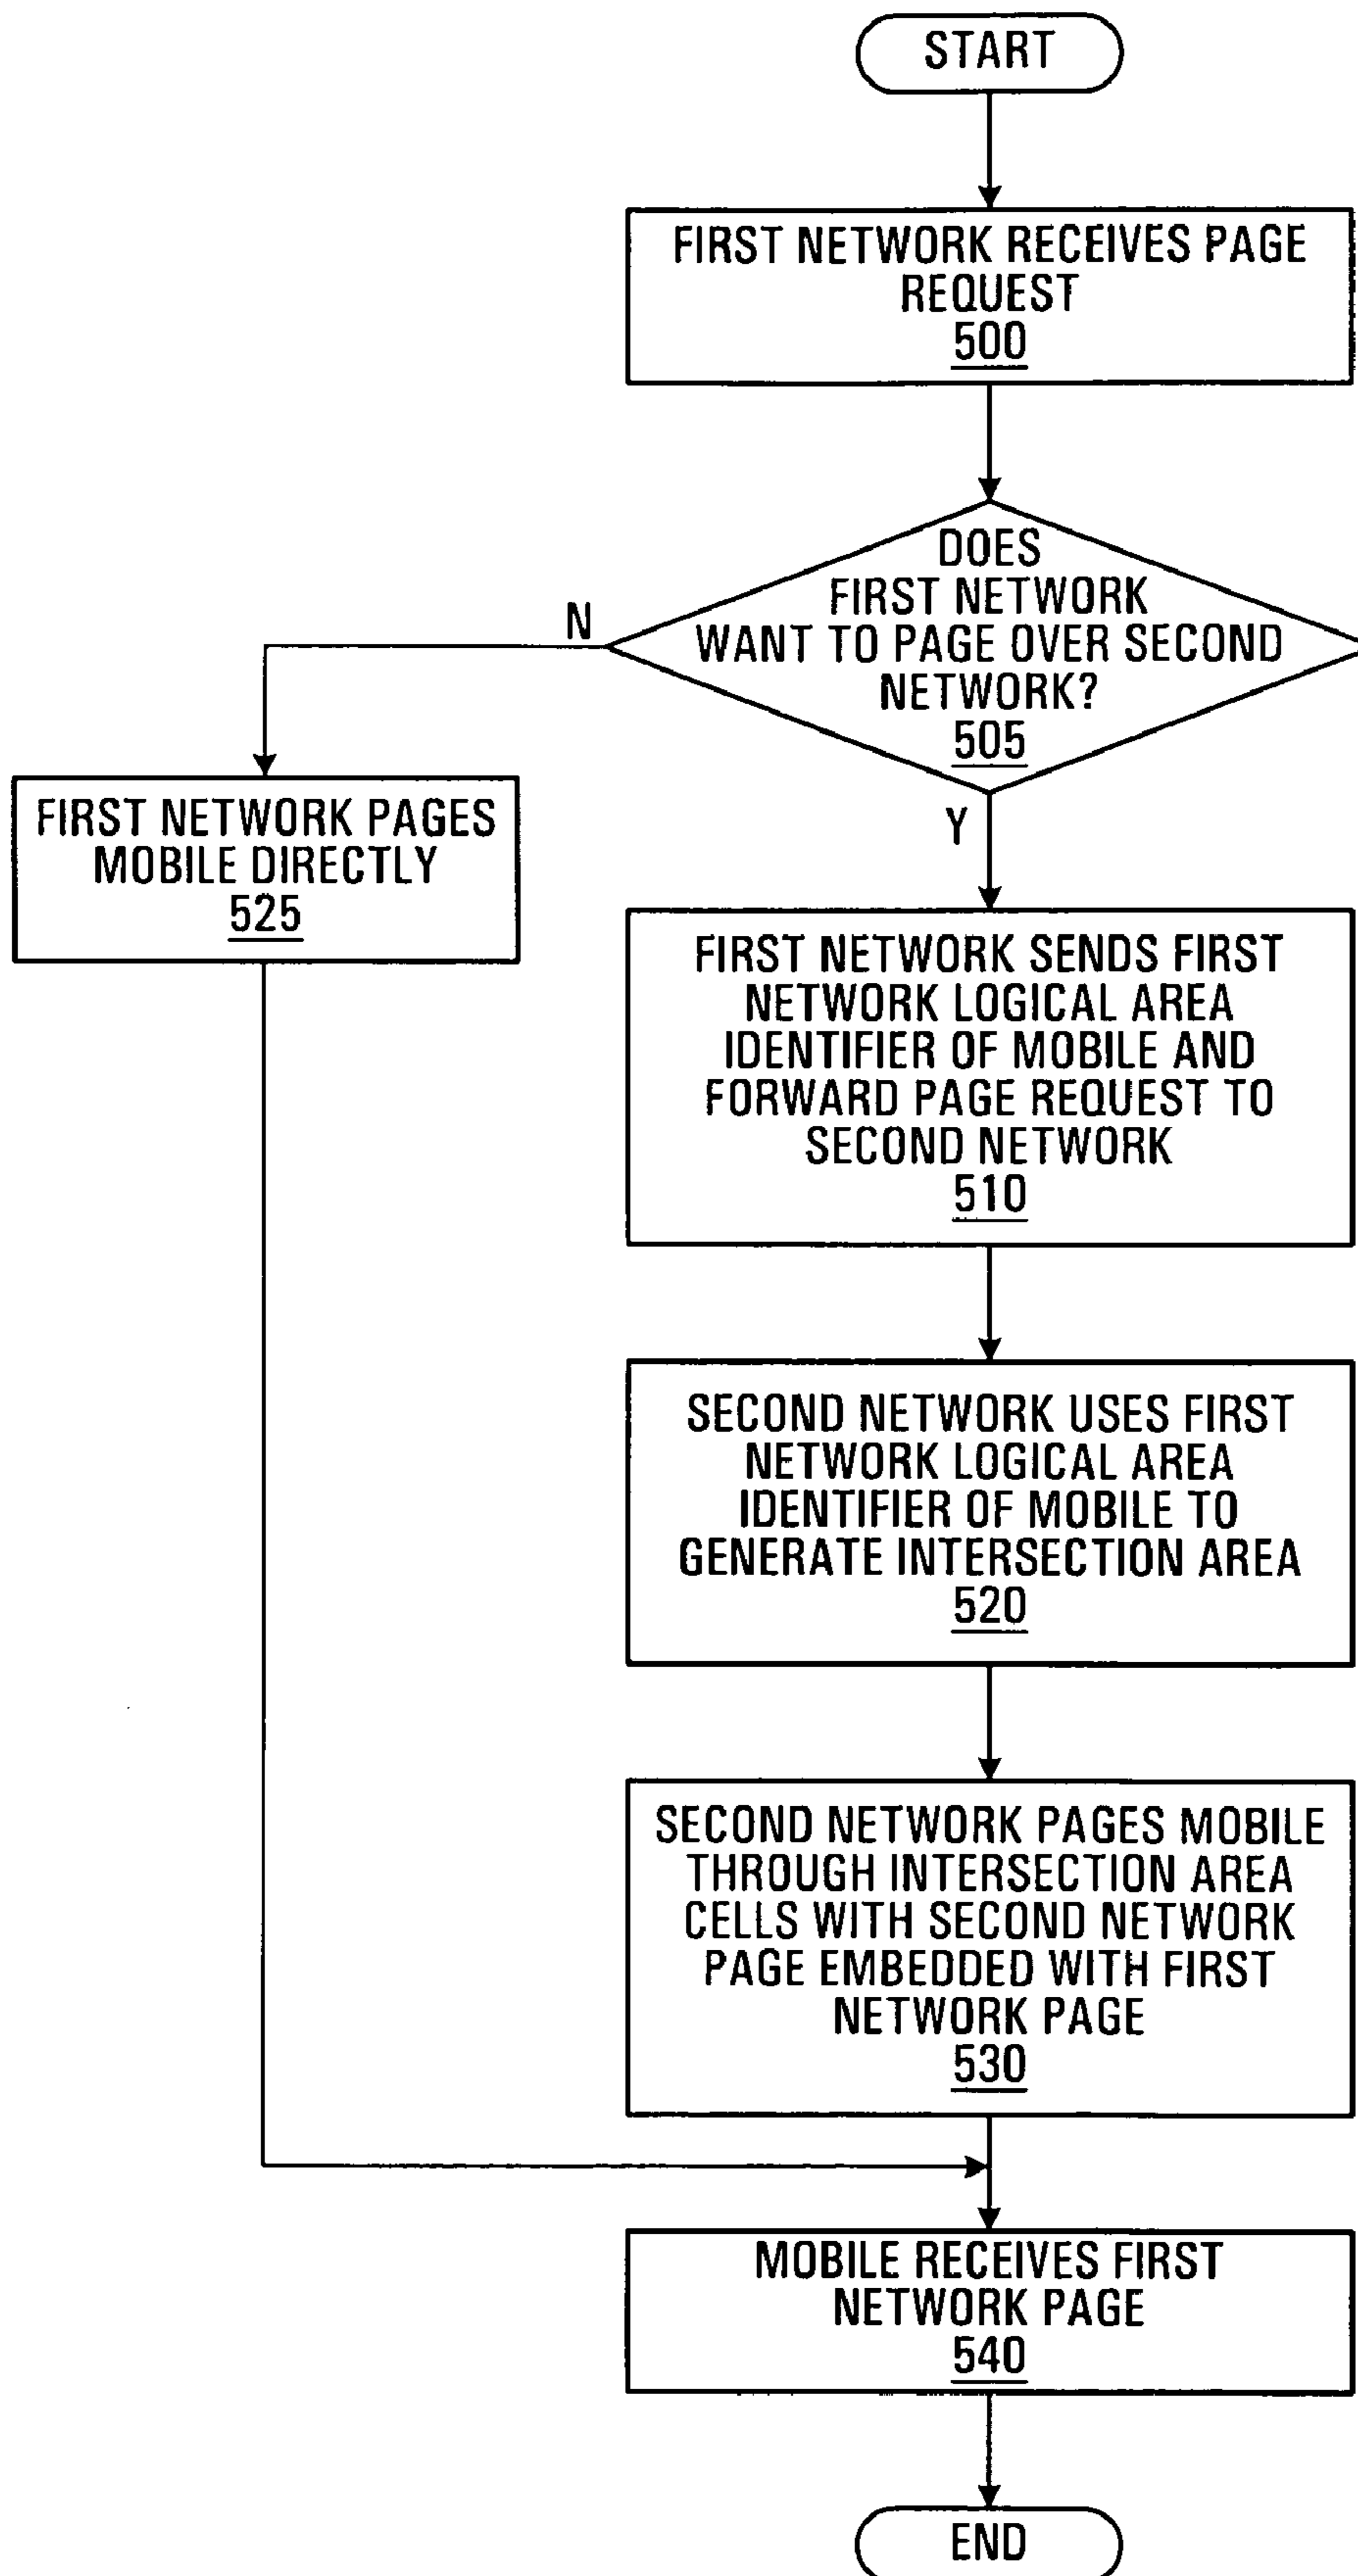 START
FIRST NETWORK RECEIVES PAGE
REQUEST
500
DOES
FIRST NETWORK
WANT TO PAGE OVER SECOND
NETWORK?
505
N
Y
FIRST NETWORK PAGES
MOBILE DIRECTLY
525
FIRST NETWORK SENDS FIRST
NETWORK LOGICAL AREA
IDENTIFIER OF MOBILE AND
FORWARD PAGE REQUEST TO
SECOND NETWORK
510
SECOND NETWORK USES FIRST
NETWORK LOGICAL AREA
IDENTIFIER OF MOBILE TO
GENERATE INTERSECTION AREA
520
SECOND NETWORK PAGES MOBILE
THROUGH INTERSECTION AREA
CELLS WITH SECOND NETWORK
PAGE EMBEDDED WITH FIRST
NETWORK PAGE
530
MOBILE RECEIVES FIRST
NETWORK PAGE
540
END